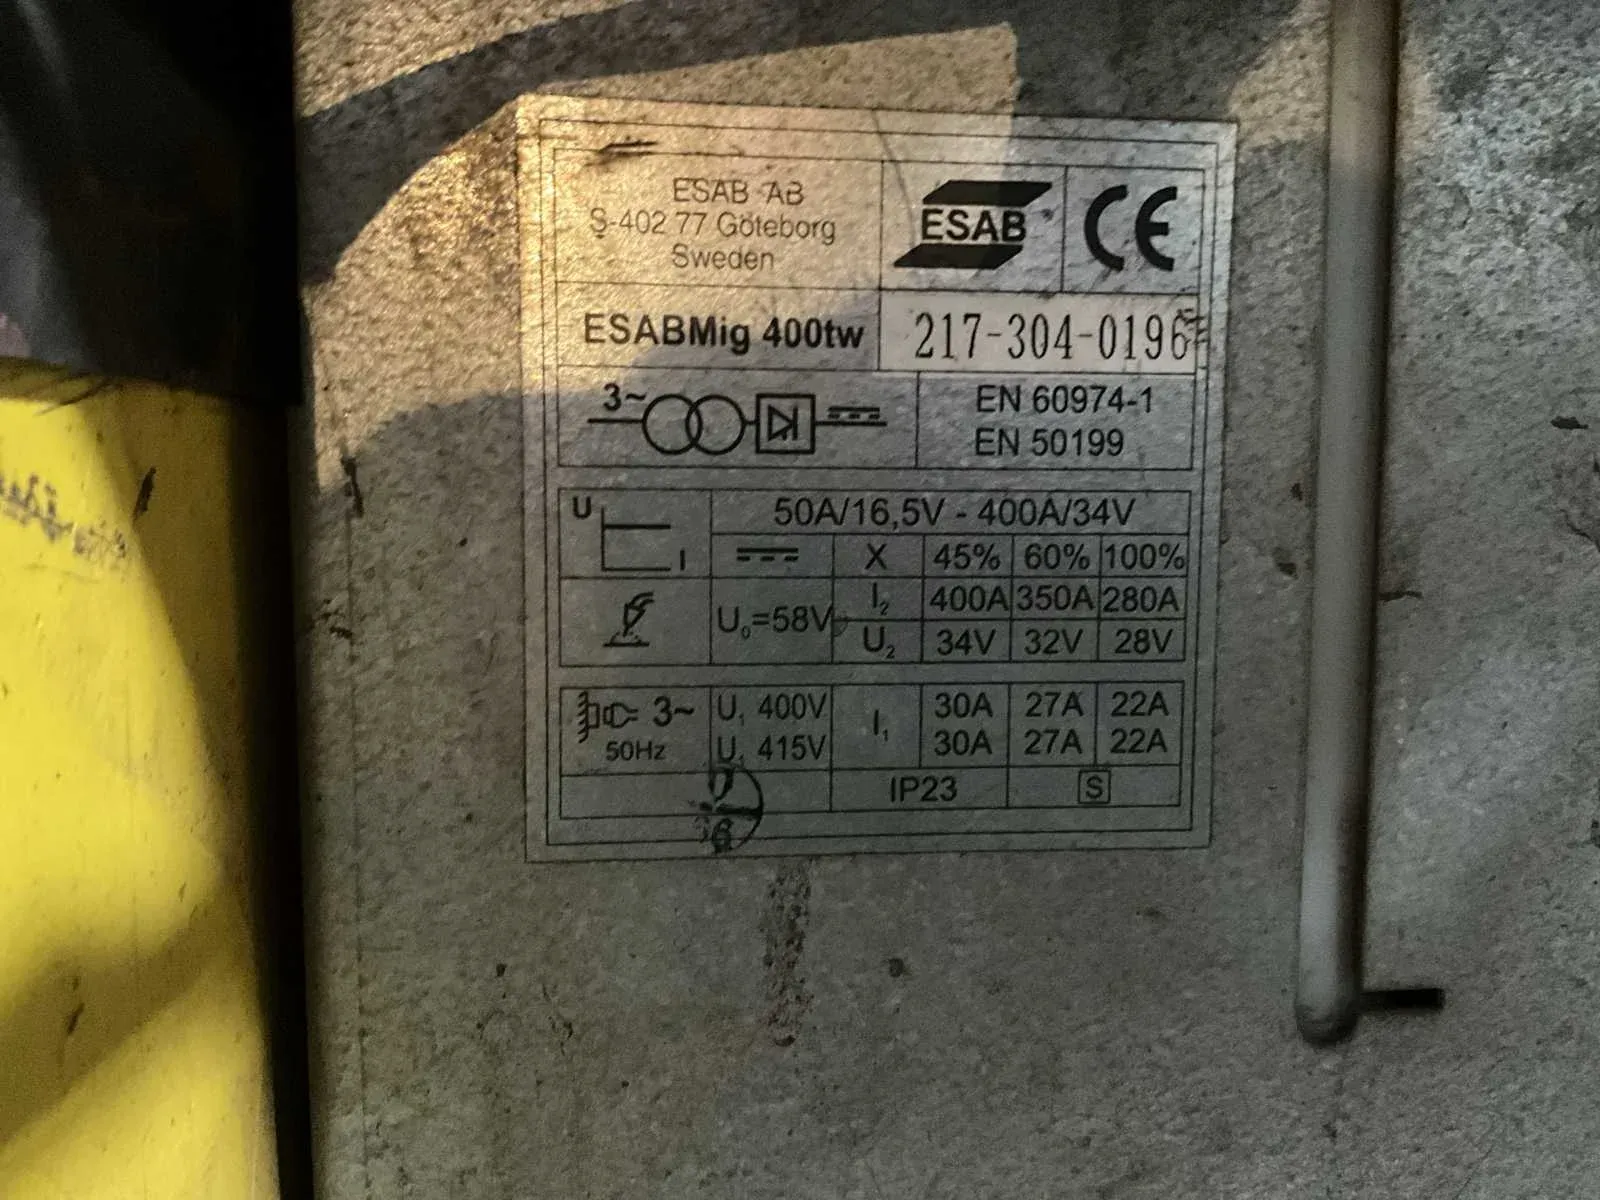 ESAB AB
S-402 77 Göteborg
Sweden
ESAB
CE
ESABMig 400tw
217-304-0196
3~
EN 60974-1
EN 50199
U
I
50A/16,5V - 400A/34V
X 45% 60% 100%
U₀=58V
I₂ 400A 350A 280A
U₂ 34V 32V 28V
3~
50Hz
U₁ 400V
U₁ 415V
I₁
30A 27A 22A
30A 27A 22A
IP23
S